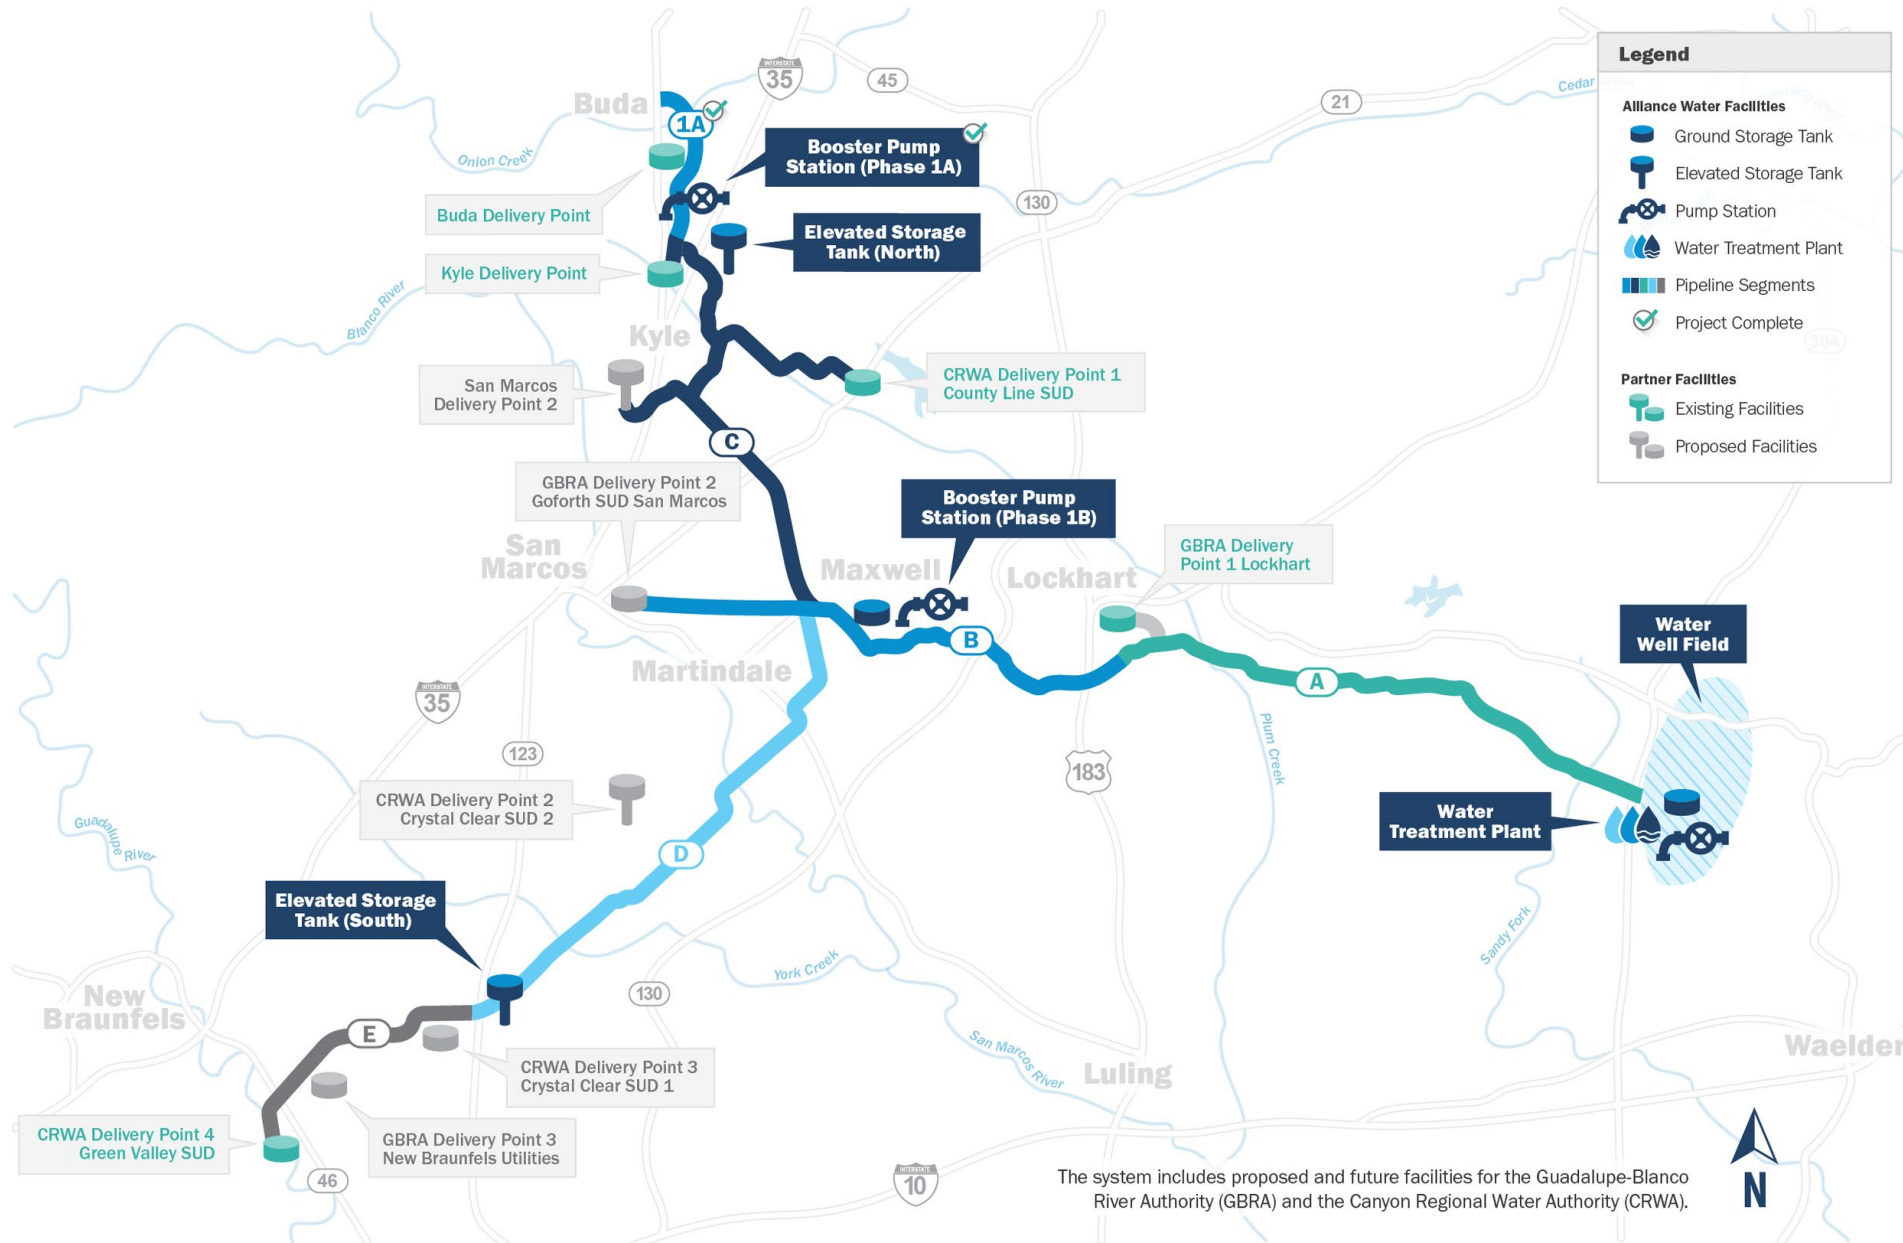 Buda
1A
INTERSTATE
35
45
21
Cedar
Onion Creek
Booster Pump
Station (Phase 1A)
130
Buda Delivery Point
Elevated Storage
Tank (North)
Kyle Delivery Point
Blanco River
Kyle
San Marcos
Delivery Point 2
CRWA Delivery Point 1
County Line SUD
C
GBRA Delivery Point 2
Goforth SUD San Marcos
Booster Pump
Station (Phase 1B)
San
Marcos
Maxwell
Lockhart
GBRA Delivery
Point 1 Lockhart
B
Water
Well Field
Martindale
A
INTERSTATE
35
123
183
Plum Creek
CRWA Delivery Point 2
Crystal Clear SUD 2
Water
Treatment Plant
Guadalupe River
D
Elevated Storage
Tank (South)
York Creek
Sandy Fork
130
New
Braunfels
E
San Marcos River
Luling
Waelder
CRWA Delivery Point 3
Crystal Clear SUD 1
CRWA Delivery Point 4
Green Valley SUD
GBRA Delivery Point 3
New Braunfels Utilities
46
INTERSTATE
10
The system includes proposed and future facilities for the Guadalupe-Blanco
River Authority (GBRA) and the Canyon Regional Water Authority (CRWA).
N
Legend
Alliance Water Facilities
Ground Storage Tank
Elevated Storage Tank
Pump Station
Water Treatment Plant
Pipeline Segments
Project Complete
304
Partner Facilities
Existing Facilities
Proposed Facilities